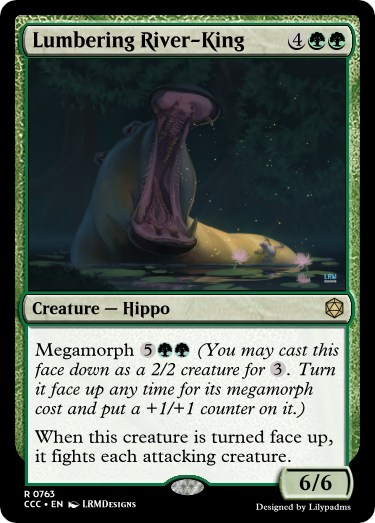 Lumbering River-King 4
LRW
Creature — Hippo
Megamorph 5 (You may cast this
face down as a 2/2 creature for 3. Turn
it face up any time for its megamorph
cost and put a +1/+1 counter on it.)
When this creature is turned face up,
it fights each attacking creature.
6/6
R 0763
CCC • EN LRMDesigns
Designed by Lilypadms